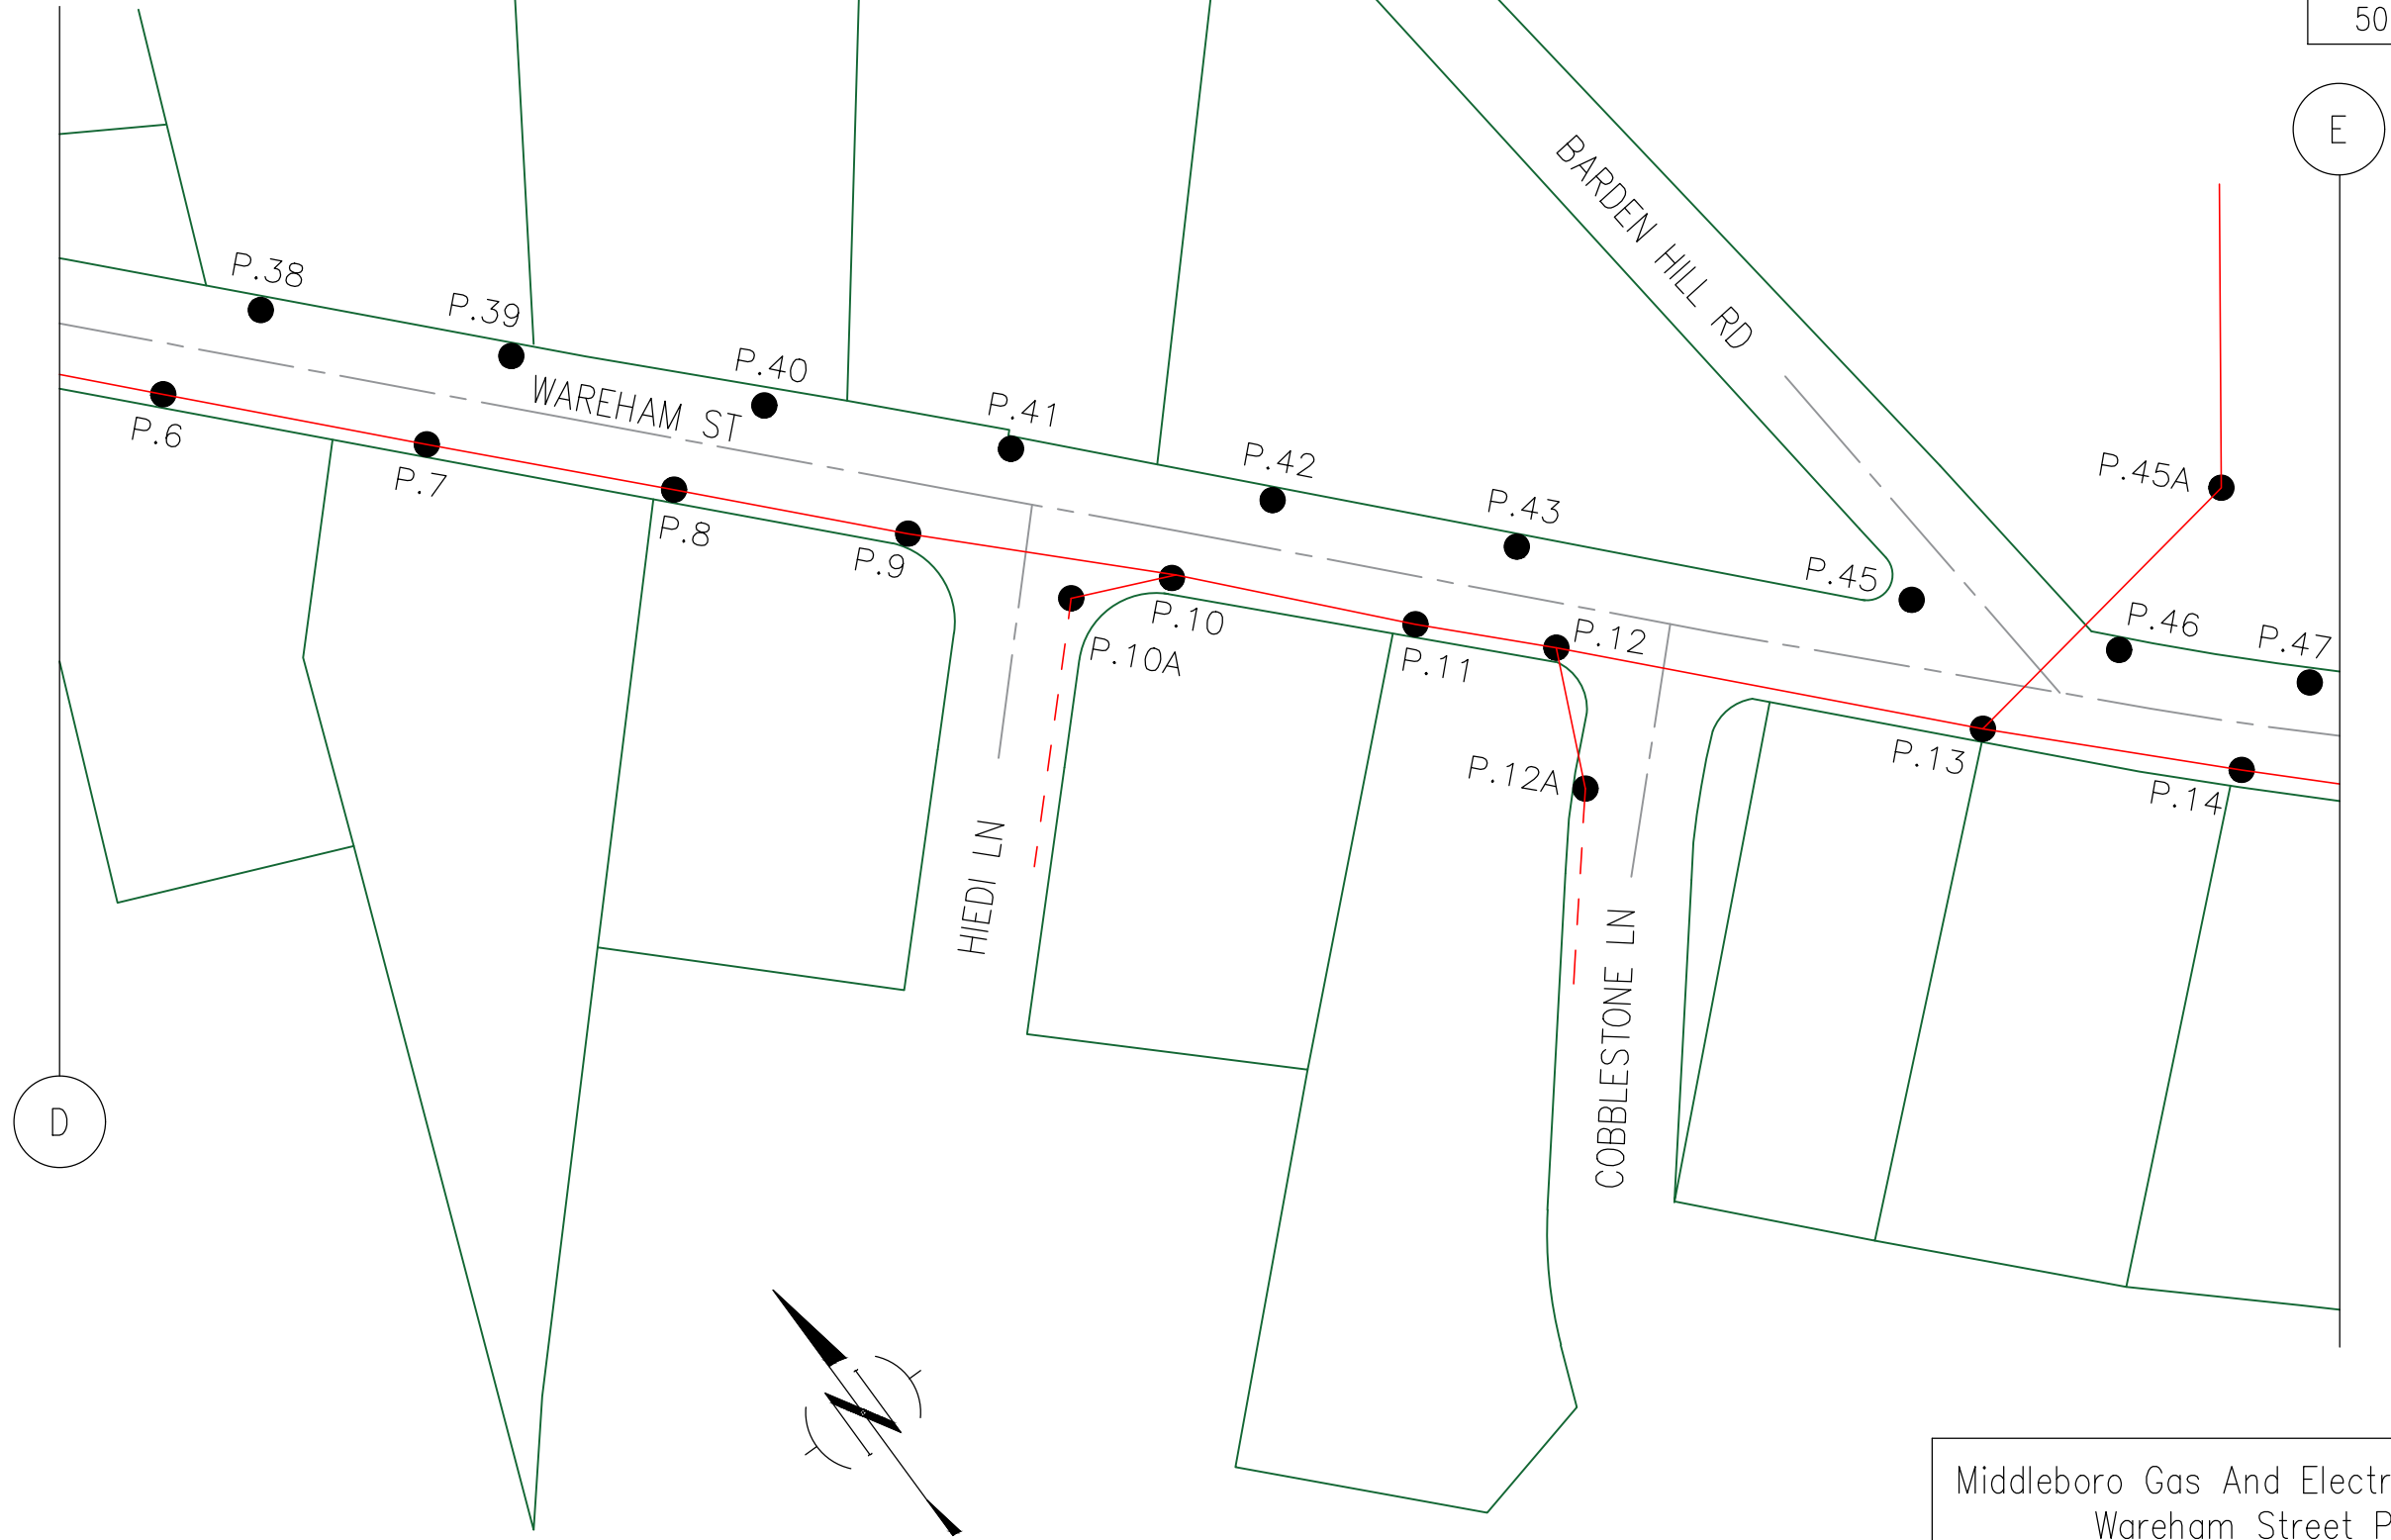 50
E
BARDEN HILL RD
P.38
P.39
P.40
P.41
P.42
P.43
P.45
P.45A
P.46
P.47
WAREHAM ST
P.6
P.7
P.8
P.9
P.10
P.10A
P.11
P.12
P.12A
P.13
P.14
HIEDI LN
COBBLESTONE LN
D
N
Middleboro Gas And Electr
Wareham Street P